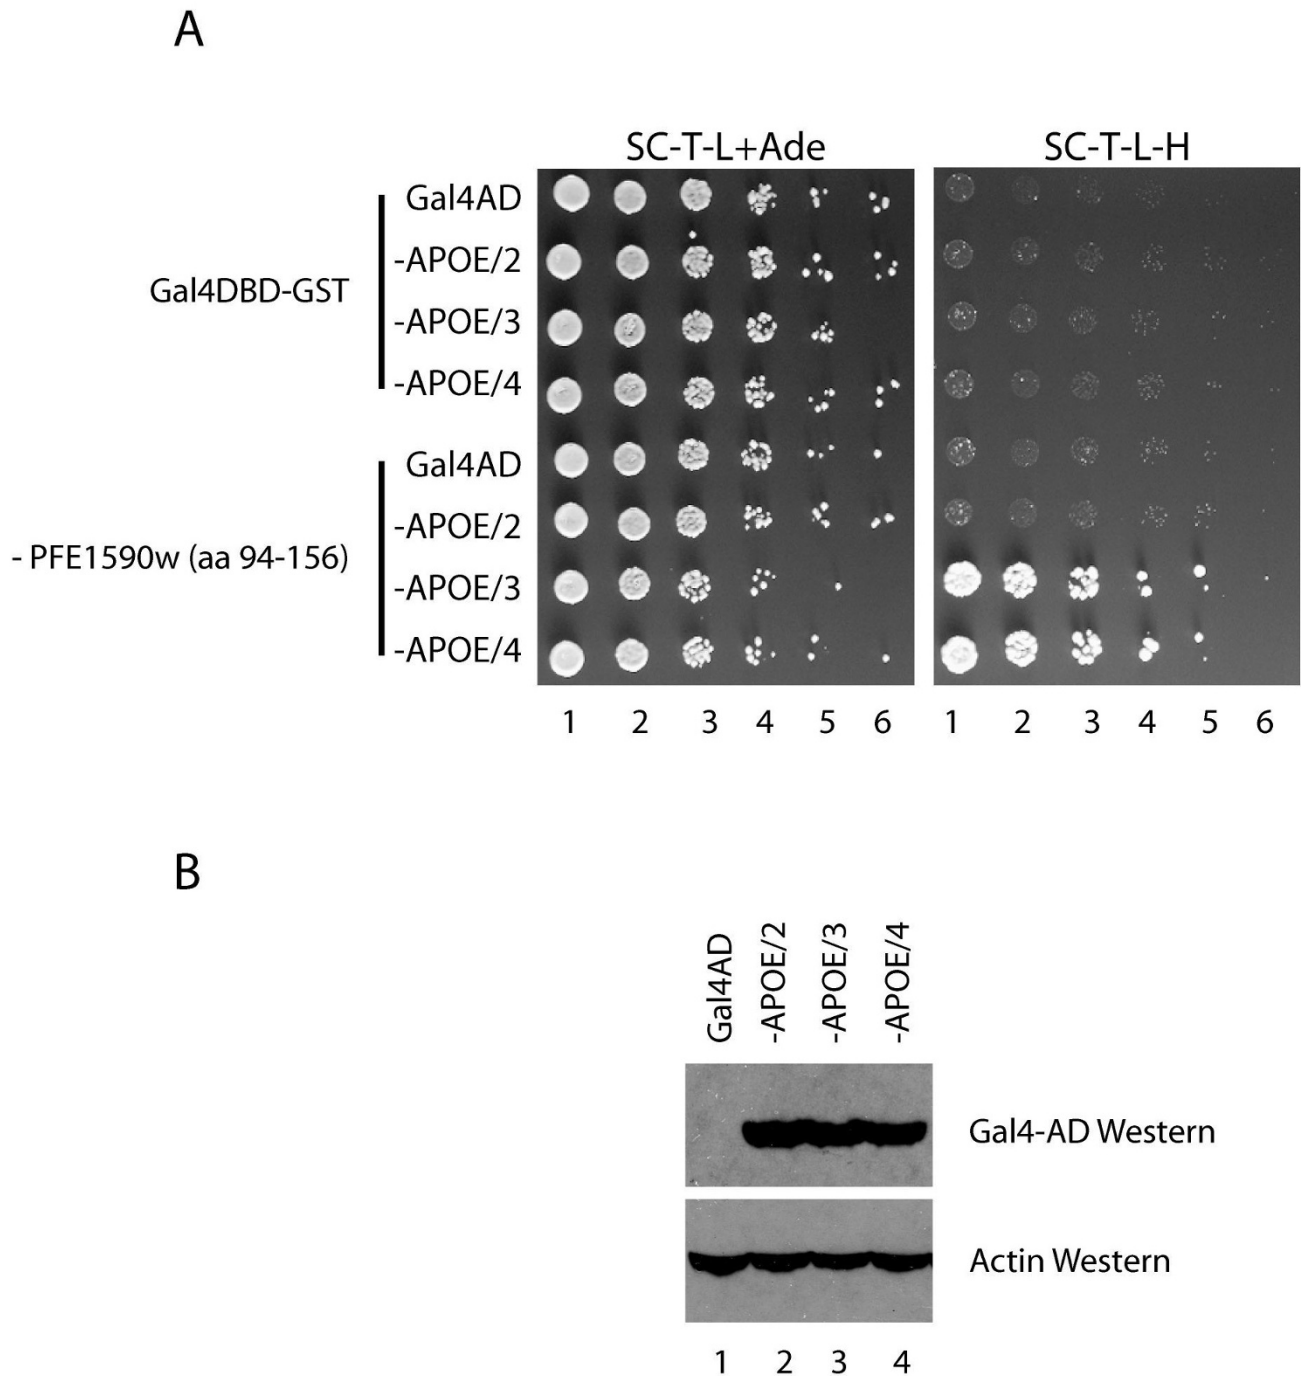 A
SC-T-L+Ade SC-T-L-H
Gal4AD
-APOE/2
Gal4DBD-GST
-APOE/3
-APOE/4
Gal4AD
-APOE/2
- PFE1590w (aa 94-156)
-APOE/3
-APOE/4
1 2 3 4 5 6 1 2 3 4 5 6
B
Gal4AD
-APOE/2
-APOE/3
-APOE/4
Gal4-AD Western
Actin Western
1 2 3 4